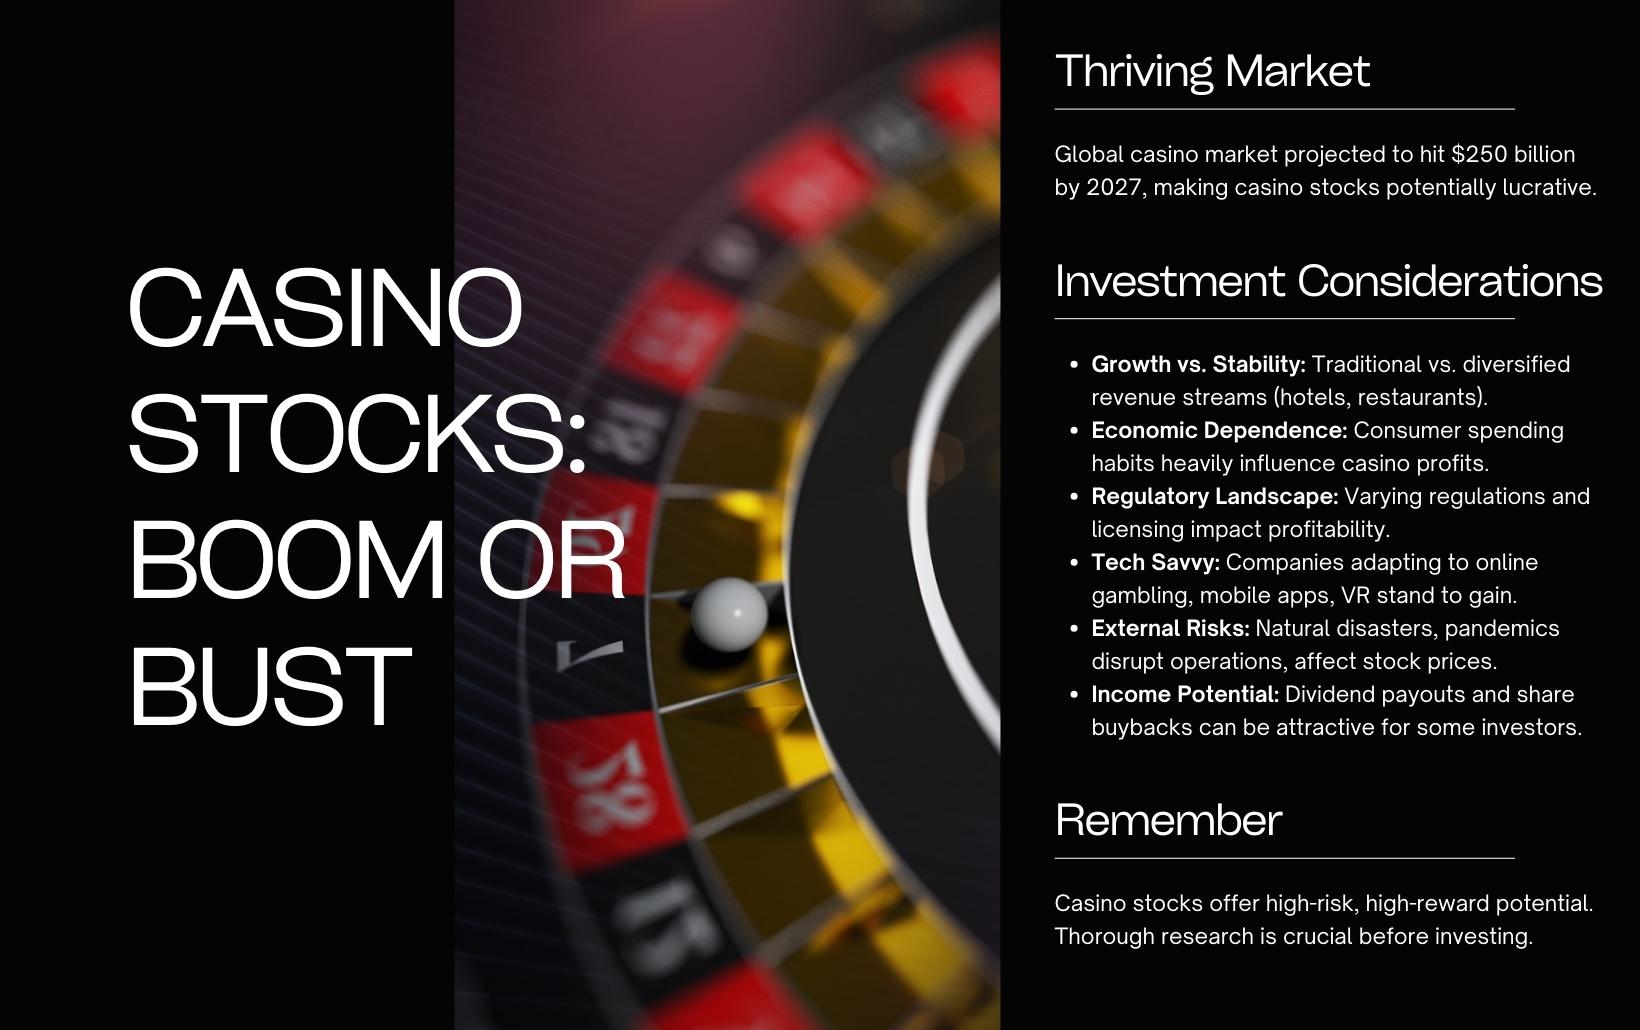 CASINO
STOCKS:
BOOM OR
BUST
Thriving Market
Global casino market projected to hit $250 billion
by 2027, making casino stocks potentially lucrative.
Investment Considerations
• Growth vs. Stability: Traditional vs. diversified
revenue streams (hotels, restaurants).
• Economic Dependence: Consumer spending
habits heavily influence casino profits.
• Regulatory Landscape: Varying regulations and
licensing impact profitability.
• Tech Savvy: Companies adapting to online
gambling, mobile apps, VR stand to gain.
• External Risks: Natural disasters, pandemics
disrupt operations, affect stock prices.
• Income Potential: Dividend payouts and share
buybacks can be attractive for some investors.
Remember
Casino stocks offer high-risk, high-reward potential.
Thorough research is crucial before investing.
7
28